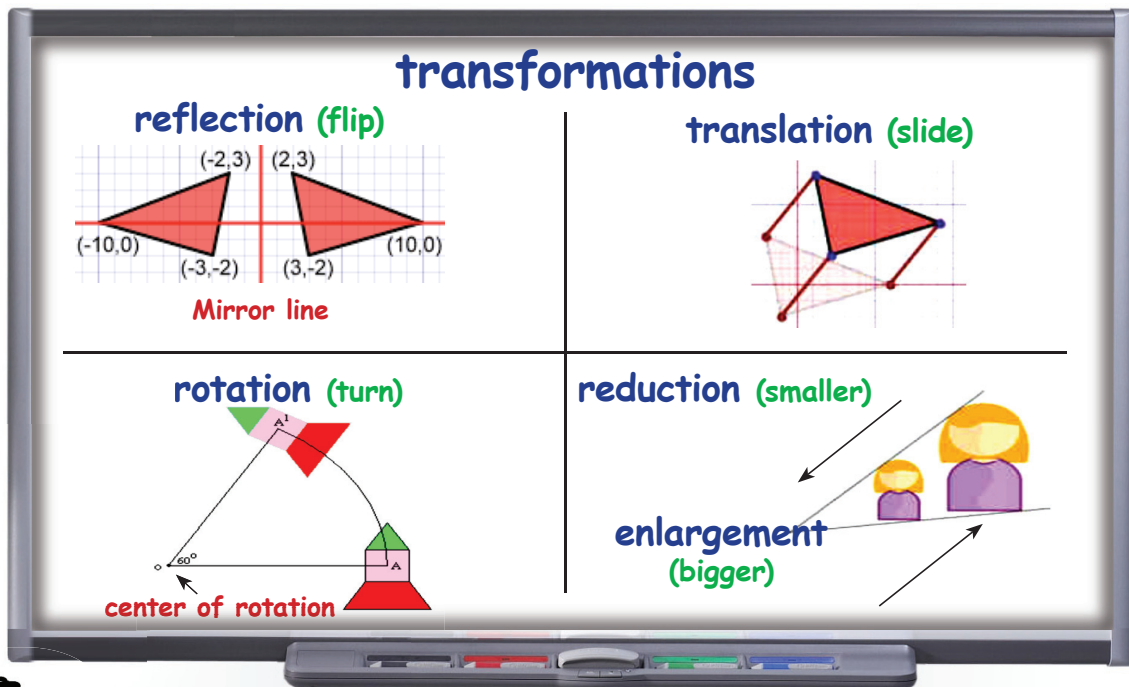 transformations
reflection (flip)
(-2,3) (2,3)
(-10,0) (10,0)
(-3,-2) (3,-2)
Mirror line
translation (slide)
rotation (turn)
A¹
60°
O
A
center of rotation
reduction (smaller)
enlargement
(bigger)